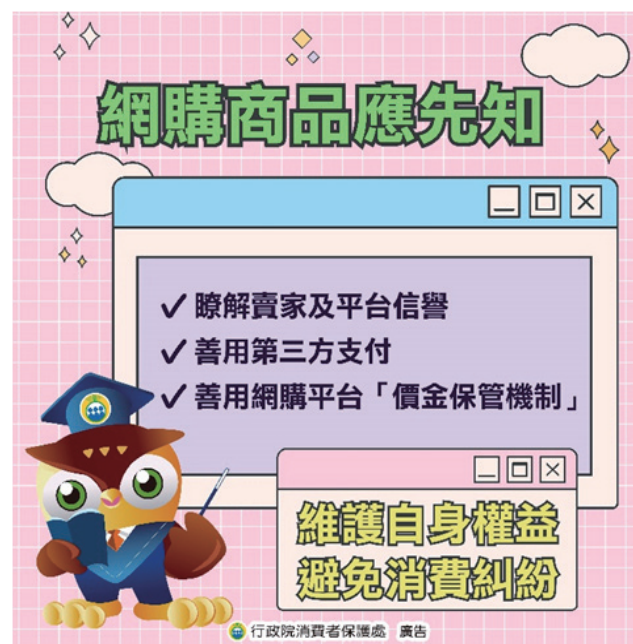 網購商品應先知
✓ 瞭解賣家及平台信譽
✓ 善用第三方支付
✓ 善用網購平台「價金保管機制」
維護自身權益
避免消費糾紛
行政院消費者保護處 廣告